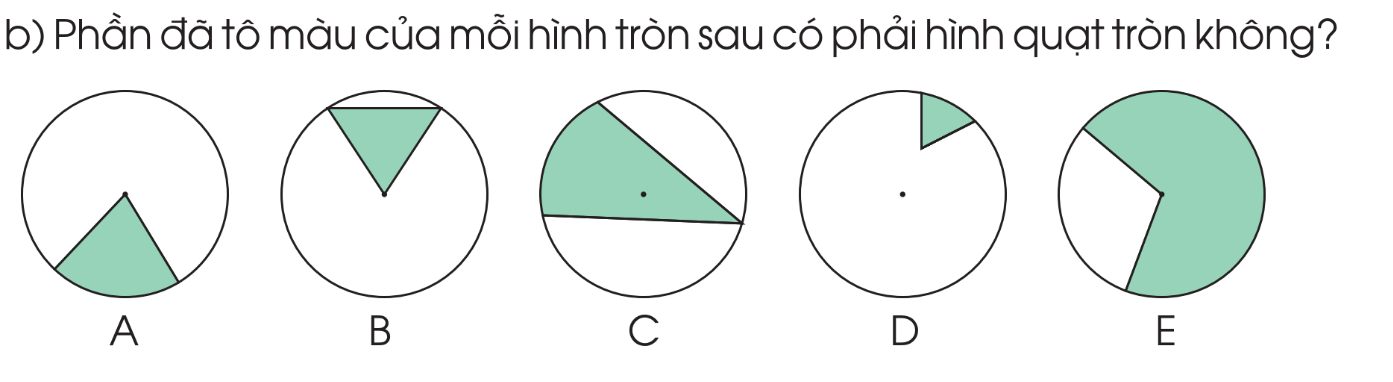 b) Phần đã tô màu của mỗi hình tròn sau có phải hình quạt tròn không?
A B C D E